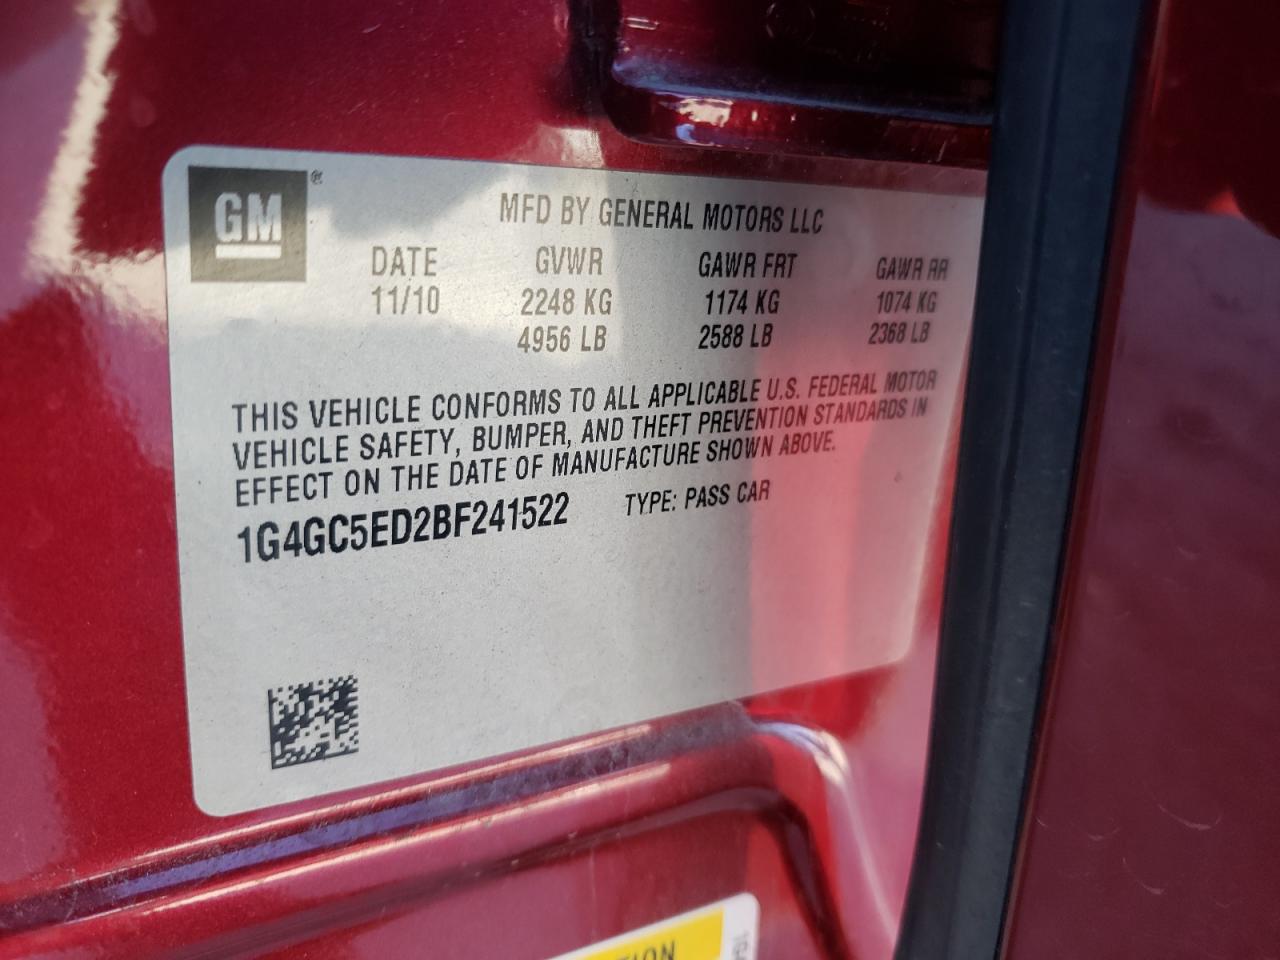 GM®
MFD BY GENERAL MOTORS LLC
DATE GVWR GAWR FRT GAWR RR
11/10 2248 KG 1174 KG 1074 KG
4956 LB 2588 LB 2368 LB
THIS VEHICLE CONFORMS TO ALL APPLICABLE U.S. FEDERAL MOTOR
VEHICLE SAFETY, BUMPER, AND THEFT PREVENTION STANDARDS IN
EFFECT ON THE DATE OF MANUFACTURE SHOWN ABOVE.
1G4GC5ED2BF241522 TYPE: PASS CAR